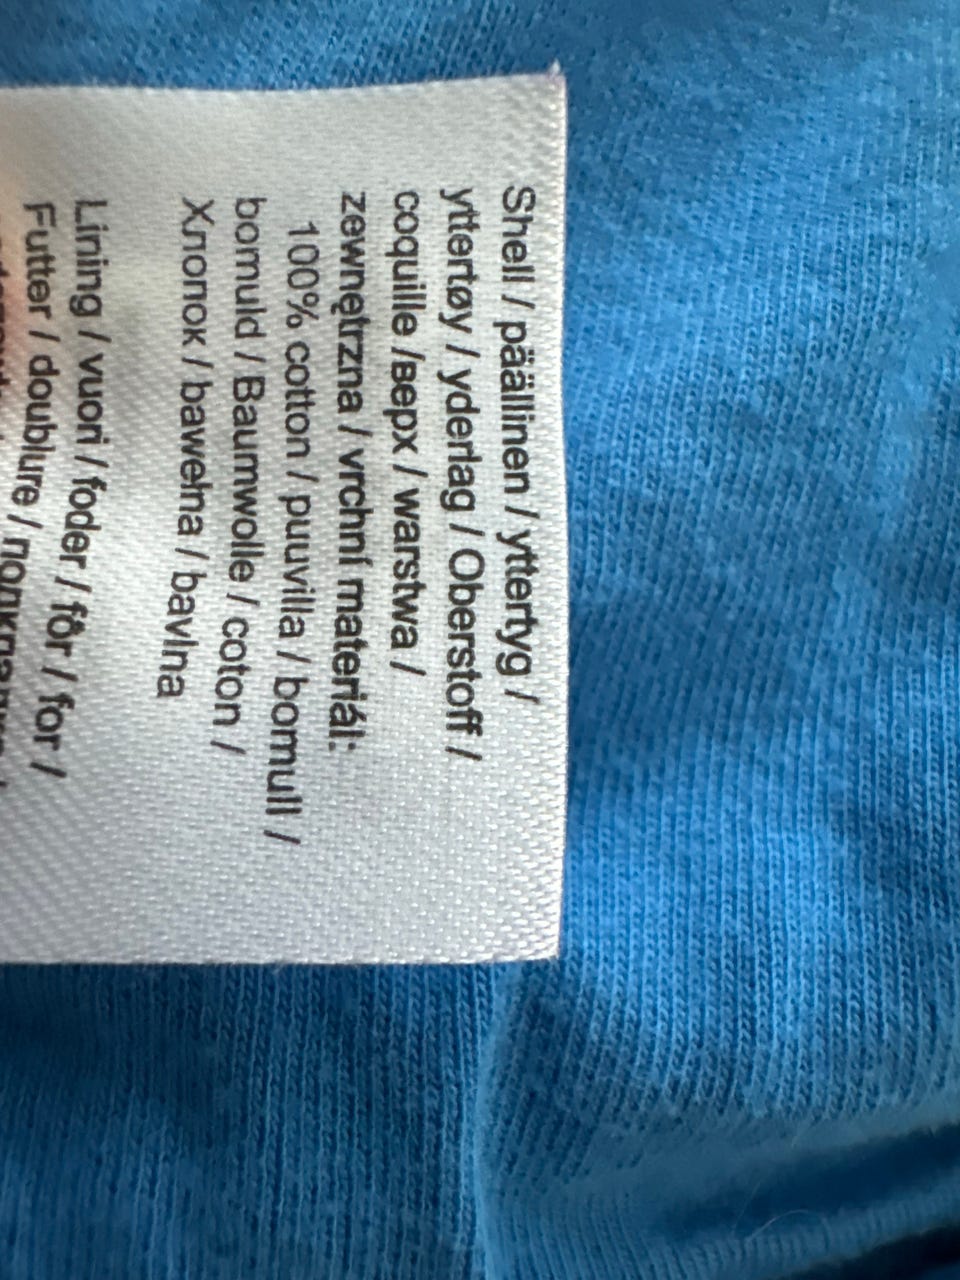 Shell / päällinen / yttertyg /
yttertøy / yderlag / Oberstoff /
coquille /верх / warstwa /
zewnętrzna / vrchní materiál:
100% cotton / puuvilla / bomull /
bomuld / Baumwolle / coton /
Хлопок / bawełna / bavlna
Lining / vuori / foder / fôr / for /
Futter / doublure /